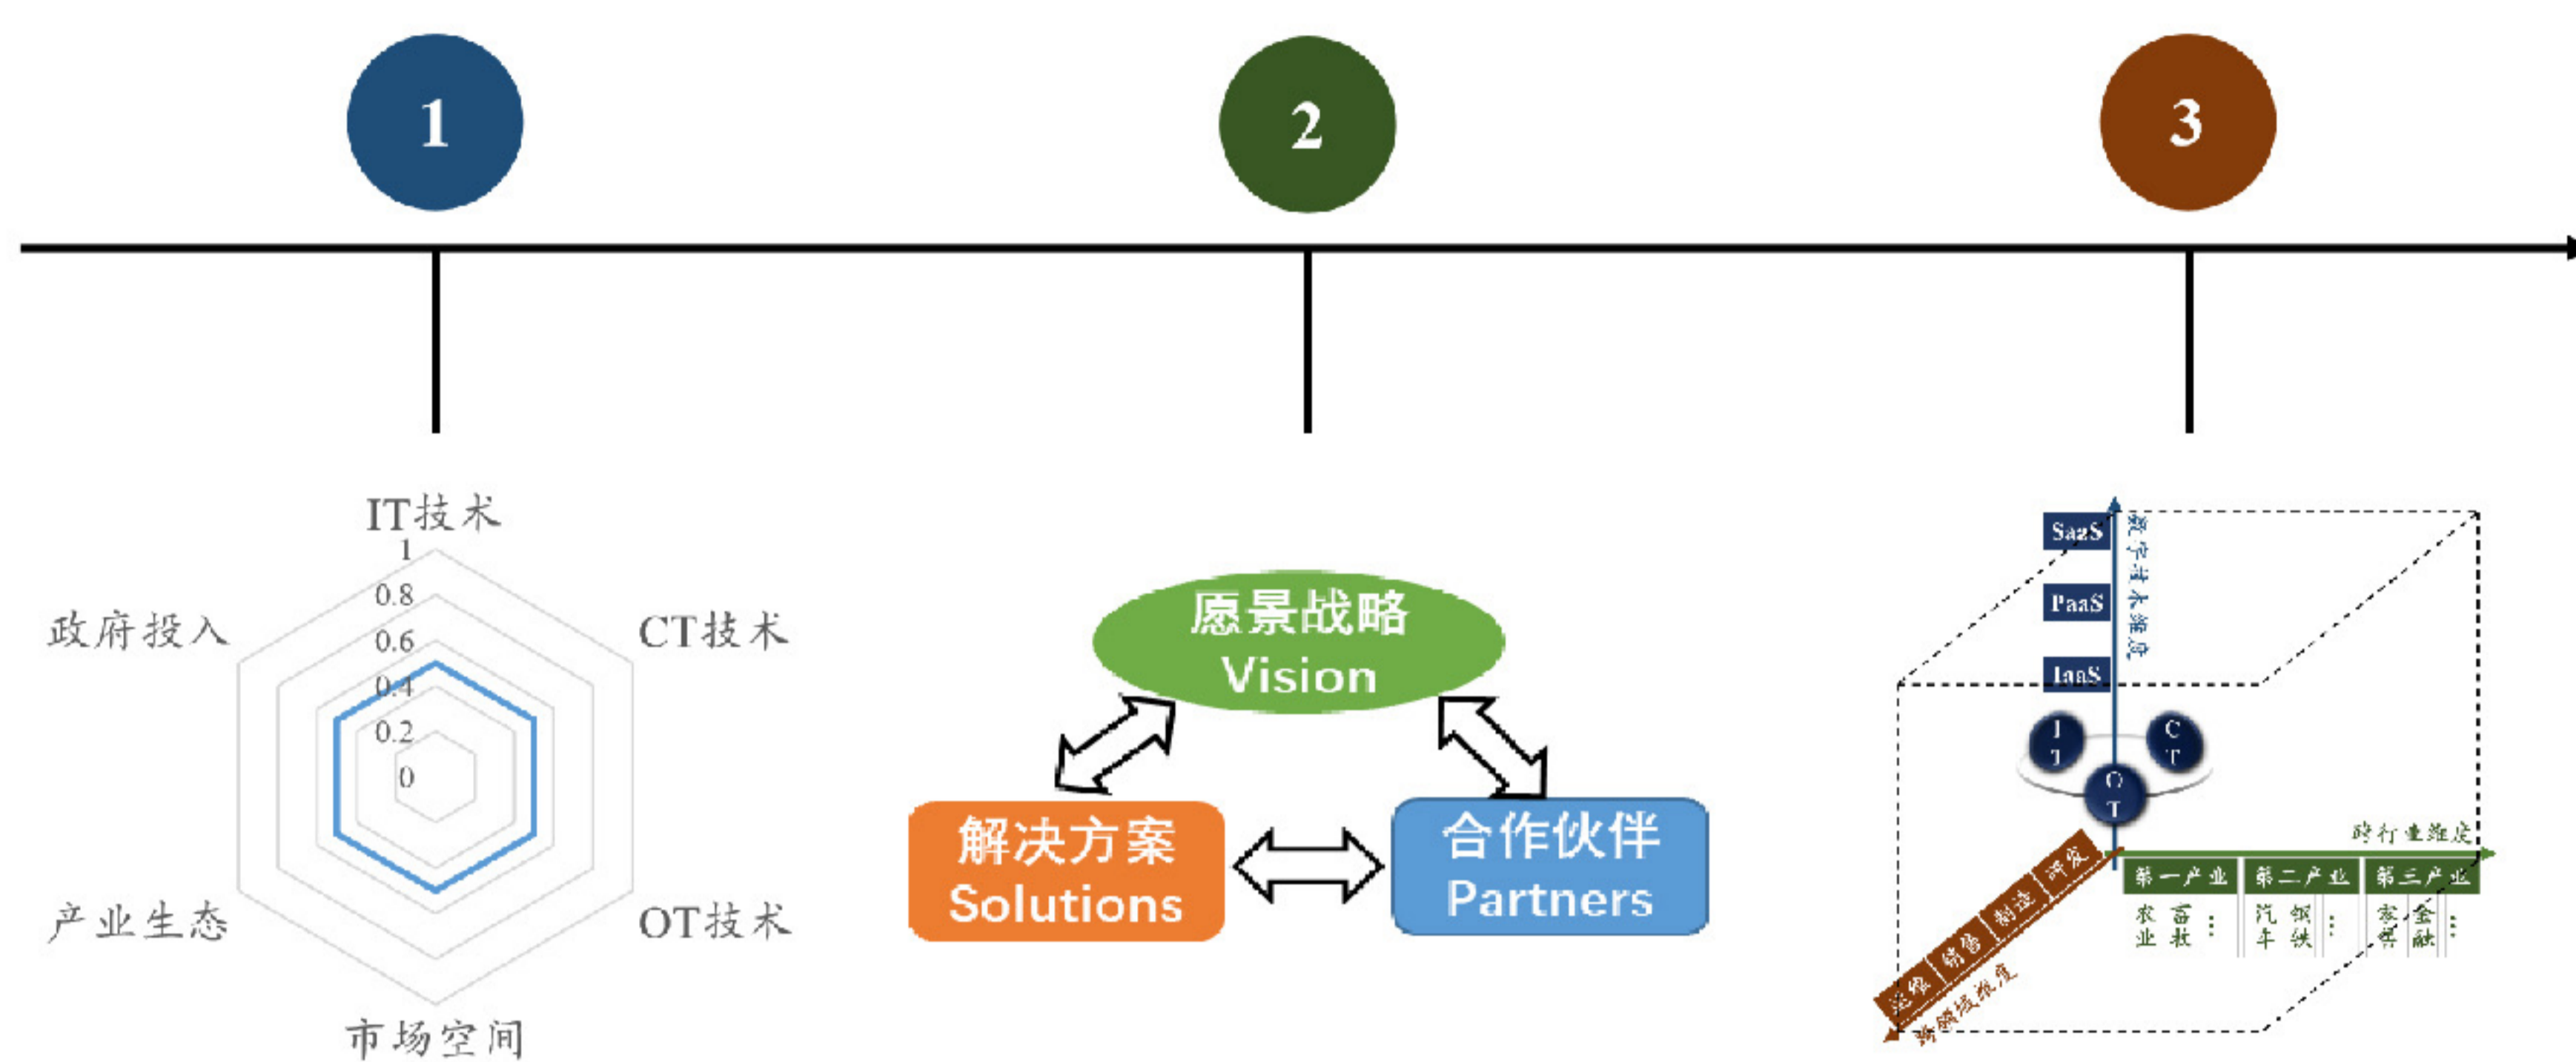 1
2
3
IT技术
1
0.8
0.6
0.4
0.2
0
政府投入
CT技术
产业生态
OT技术
市场空间
愿景战略
Vision
解决方案
Solutions
合作伙伴
Partners
SaaS
PaaS
IaaS
数字技术维度
IT
CT
OT
跨行业维度
第一产业
第二产业
第三产业
农业
畜牧
⋮
汽车
钢铁
⋮
零售
金融
⋮
研发
制造
销售
运维
跨领域维度